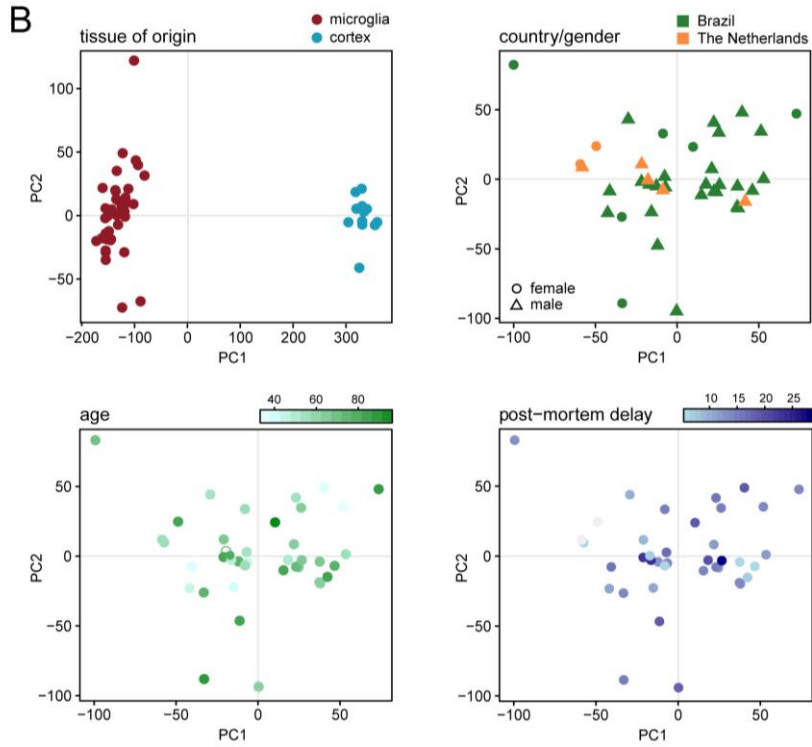 B
tissue of origin
microglia
cortex
PC2
100
50
0
−50
−200 −100 0 100 200 300
PC1
country/gender
Brazil
The Netherlands
PC2
50
0
−50
−100
female
male
−100 −50 0 50
PC1
age
40 60 80
PC2
50
0
−50
−100
−100 −50 0 50
PC1
post−mortem delay
10 15 20 25
PC2
50
0
−50
−100
−100 −50 0 50
PC1